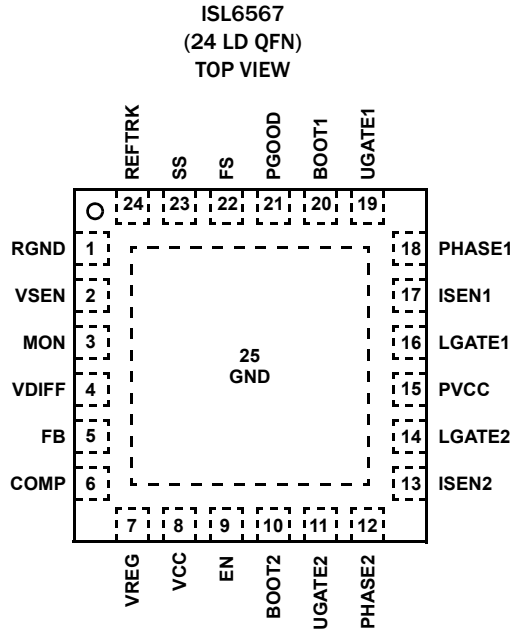 ISL6567
(24 LD QFN)
TOP VIEW
REFTRK
SS
FS
PGOOD
BOOT1
UGATE1
24
23
22
21
20
19
RGND 1
VSEN 2
MON 3
VDIFF 4
FB 5
COMP 6
25
GND
18 PHASE1
17 ISEN1
16 LGATE1
15 PVCC
14 LGATE2
13 ISEN2
7
8
9
10
11
12
VREG
VCC
EN
BOOT2
UGATE2
PHASE2